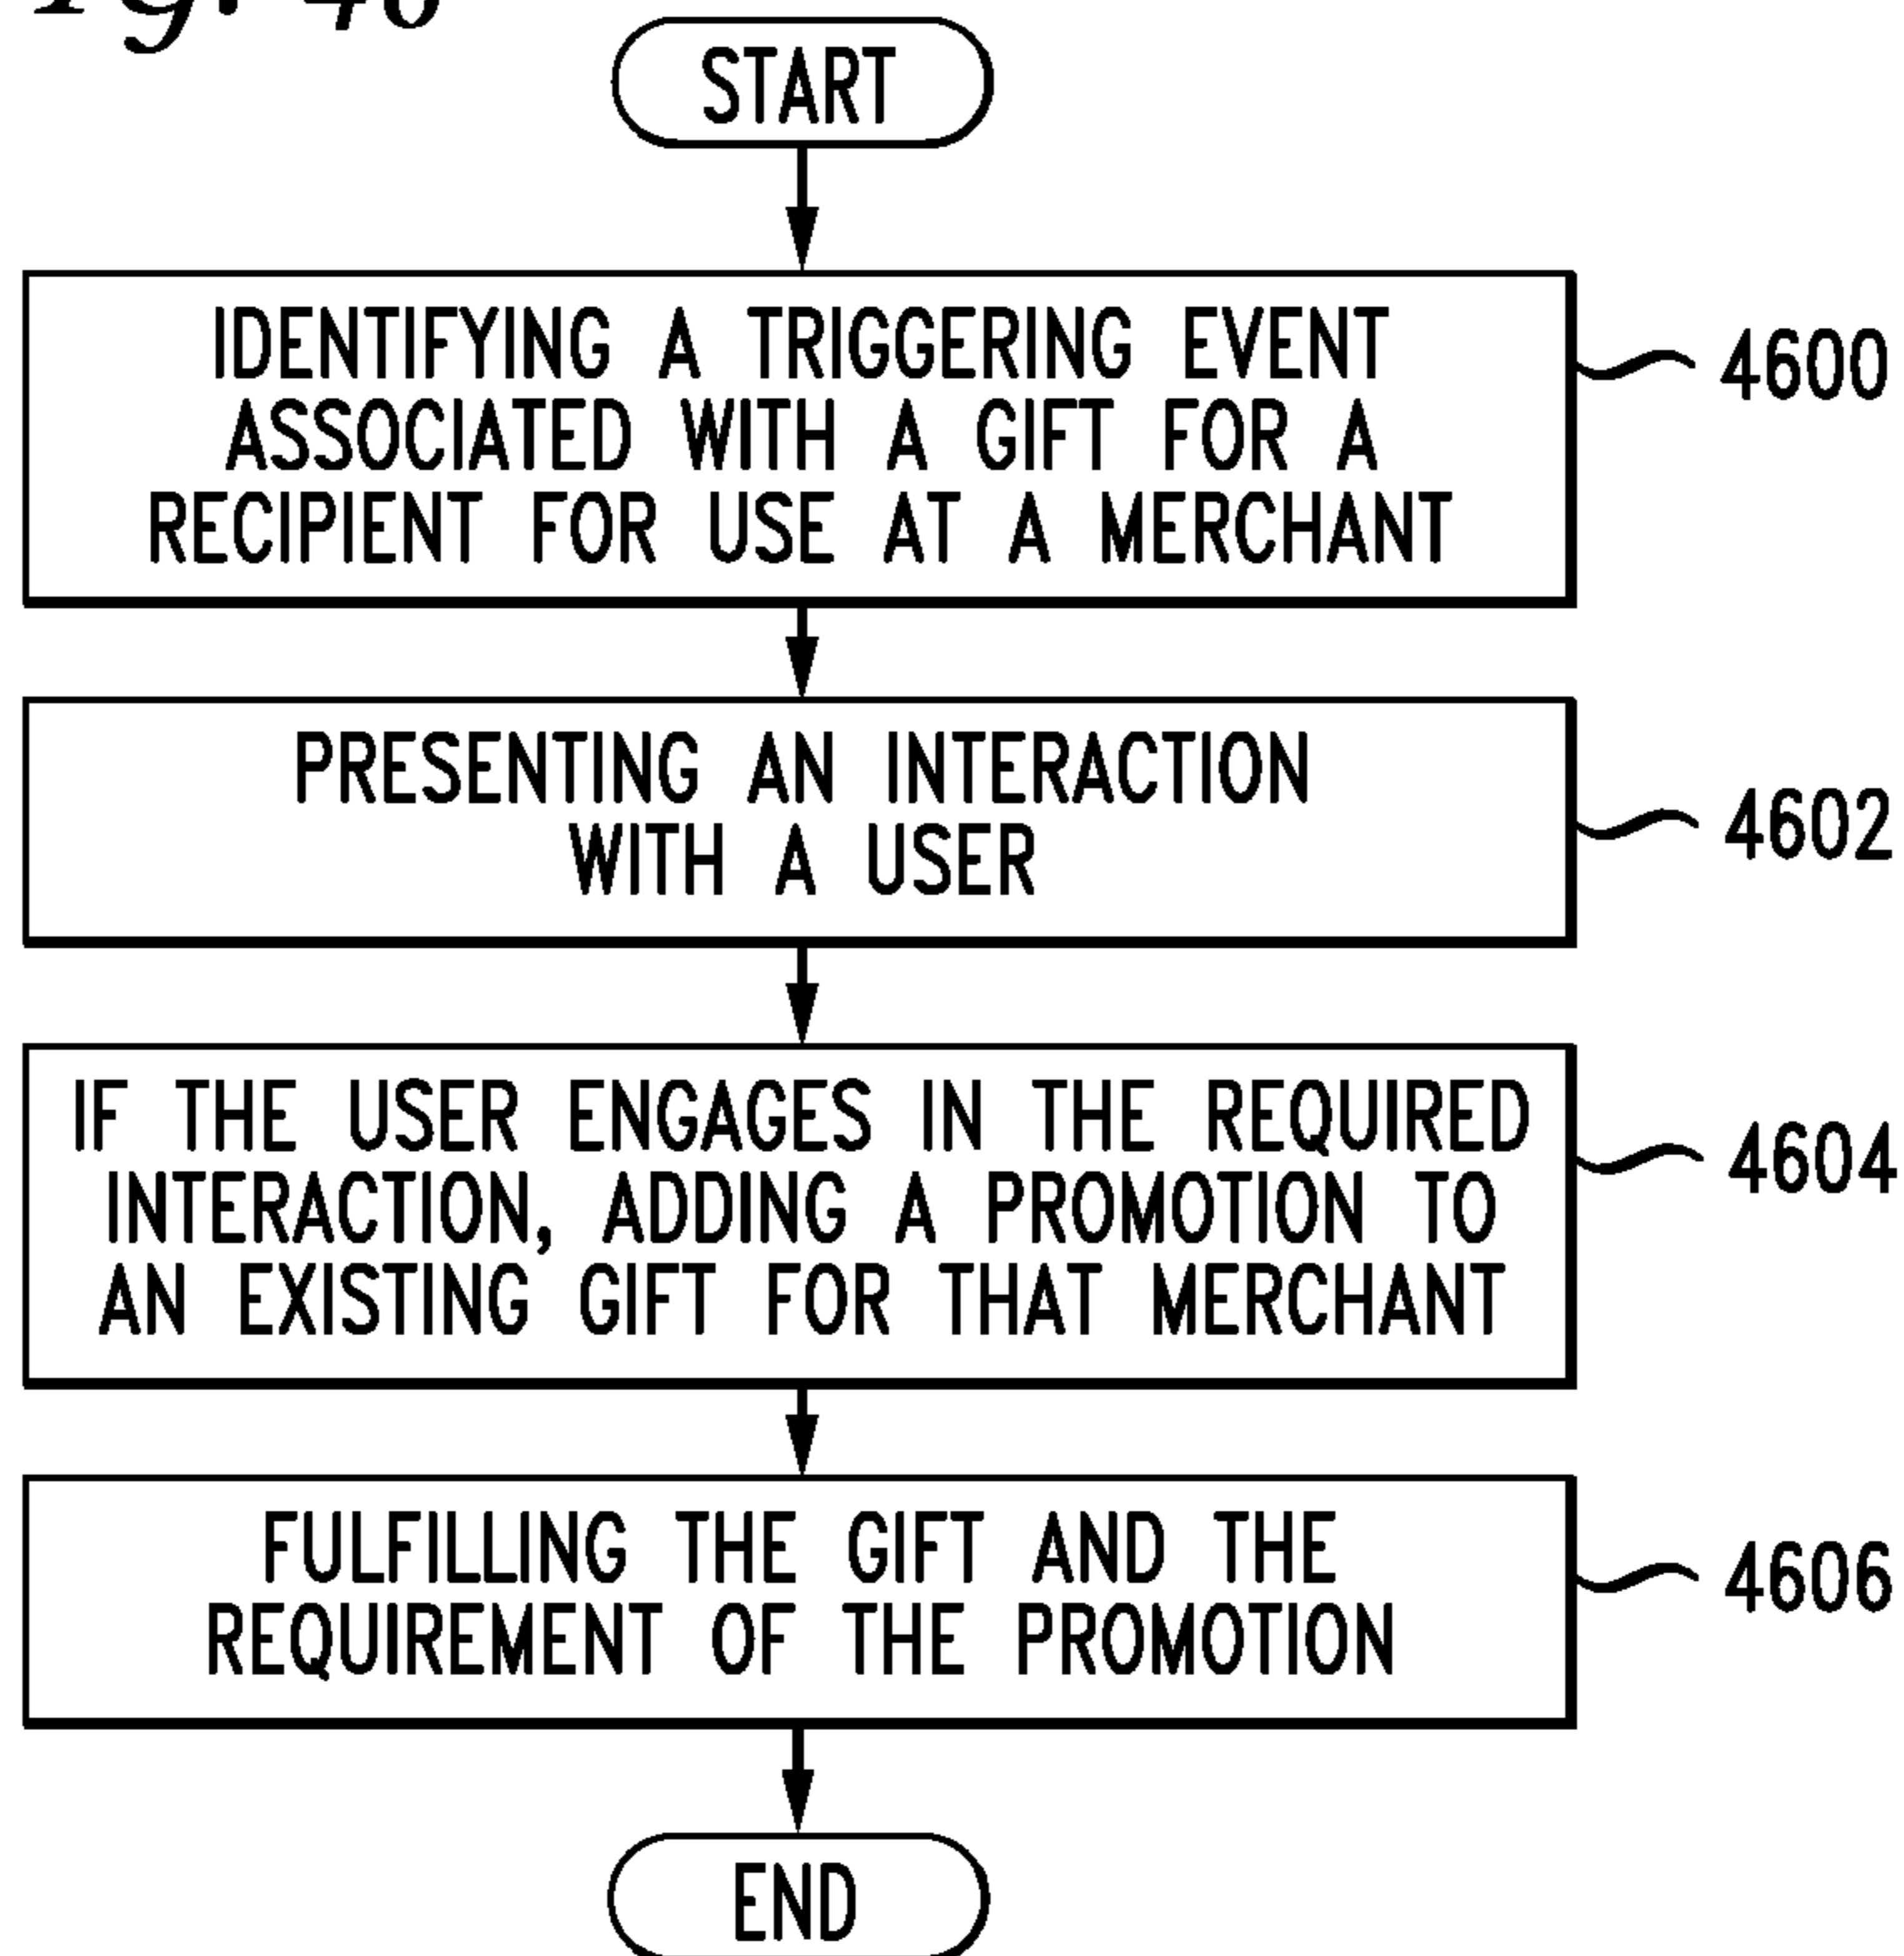 Fig. 46
START
IDENTIFYING A TRIGGERING EVENT
ASSOCIATED WITH A GIFT FOR A
RECIPIENT FOR USE AT A MERCHANT
4600
PRESENTING AN INTERACTION
WITH A USER
4602
IF THE USER ENGAGES IN THE REQUIRED
INTERACTION, ADDING A PROMOTION TO
AN EXISTING GIFT FOR THAT MERCHANT
4604
FULFILLING THE GIFT AND THE
REQUIREMENT OF THE PROMOTION
4606
END